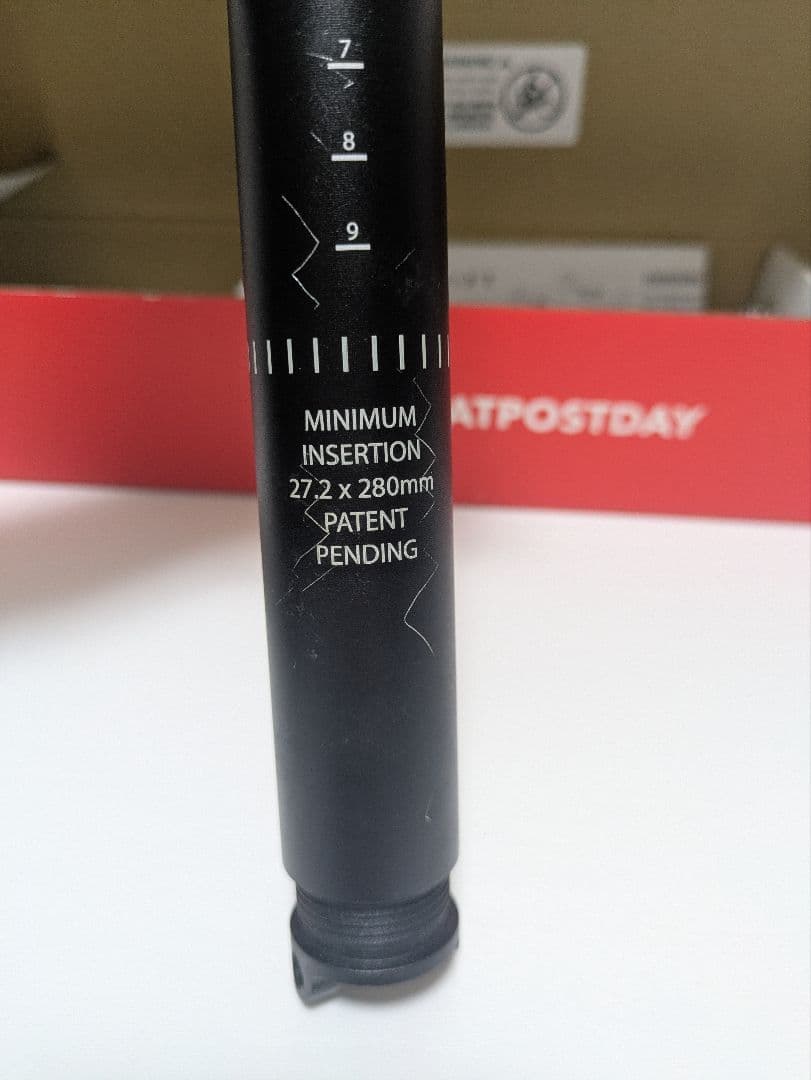 7
8
9
MINIMUM
INSERTION
27.2 x 280mm
PATENT
PENDING
ATPOSTDAY